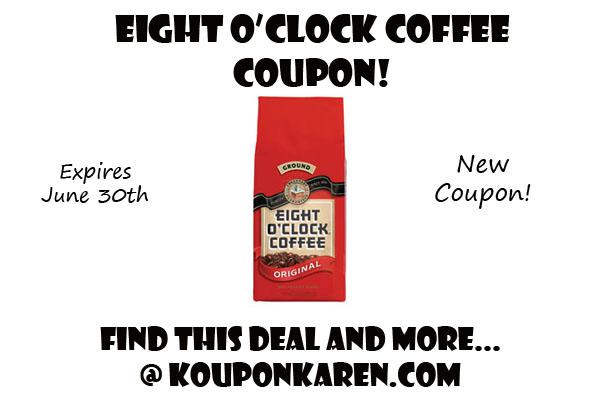 EIGHT O'CLOCK COFFEE
COUPON!
Expires
June 30th
New
Coupon!
GROUND
EIGHT
O'CLOCK
COFFEE
ORIGINAL
FIND THIS DEAL AND MORE...
@ KOUPONKAREN.COM